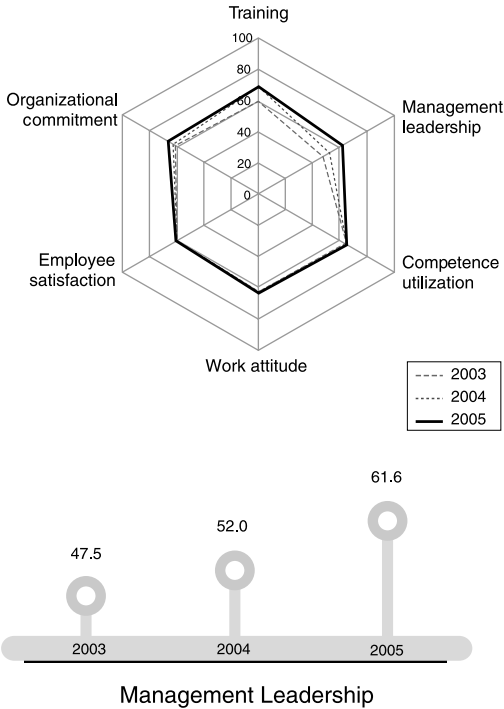 Training
100
80
60
40
20
0
Organizational
commitment
Management
leadership
Employee
satisfaction
Competence
utilization
Work attitude
2003
2004
2005
47.5
52.0
61.6
2003
2004
2005
Management Leadership